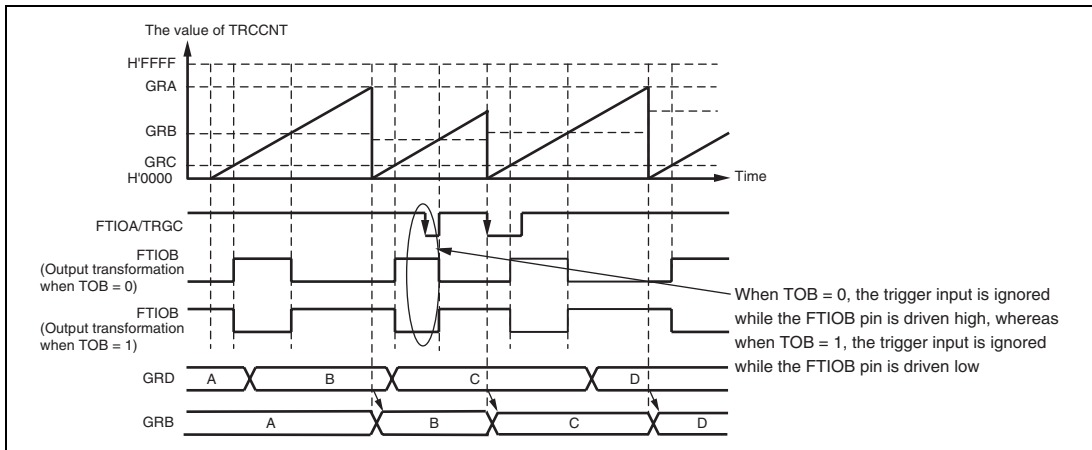 The value of TRCCNT
H'FFFF
GRA
GRB
GRC
H'0000
Time
FTIOA/TRGC
FTIOB
(Output transformation
when TOB = 0)
FTIOB
(Output transformation
when TOB = 1)
When TOB = 0, the trigger input is ignored
while the FTIOB pin is driven high, whereas
when TOB = 1, the trigger input is ignored
while the FTIOB pin is driven low
GRD A B C D
GRB A B C D